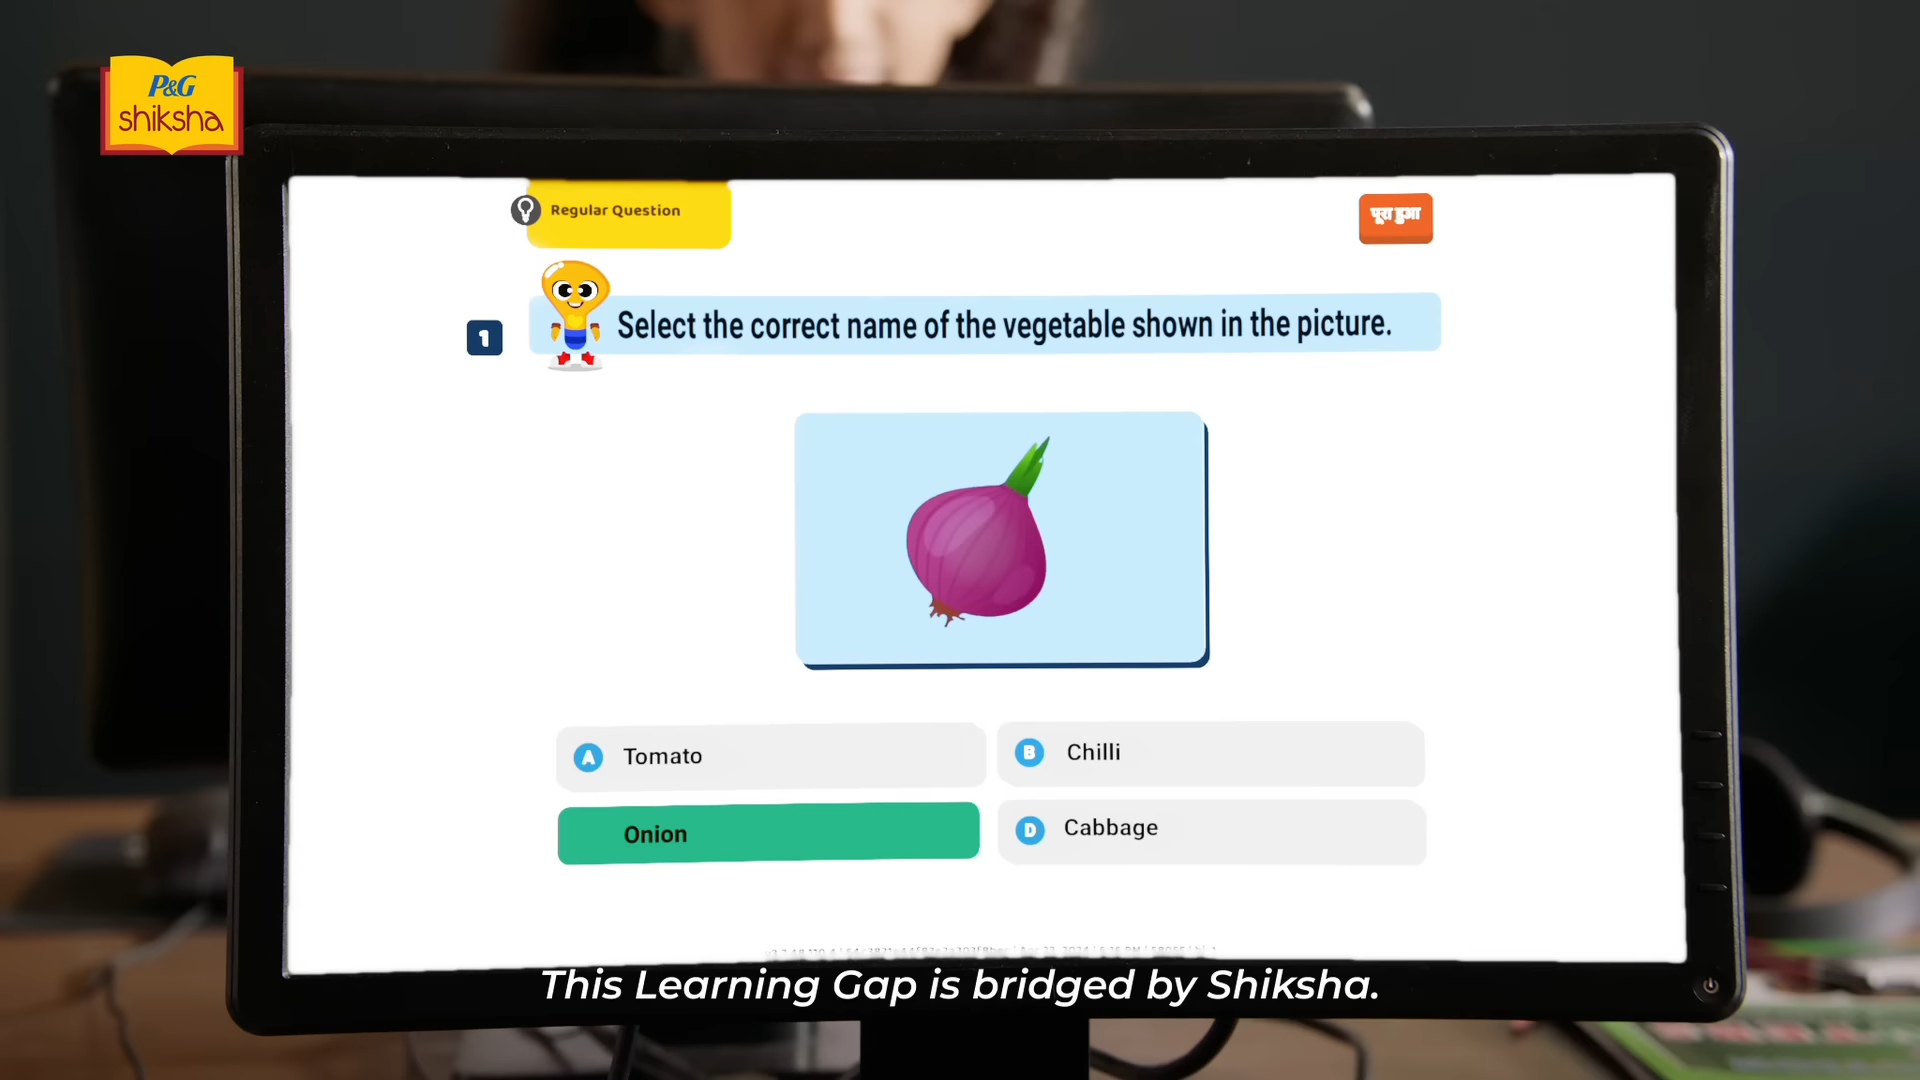 P&G
shiksha
Regular Question
पूरा हुआ
1
Select the correct name of the vegetable shown in the picture.
A Tomato
B Chilli
Onion
D Cabbage
This Learning Gap is bridged by Shiksha.